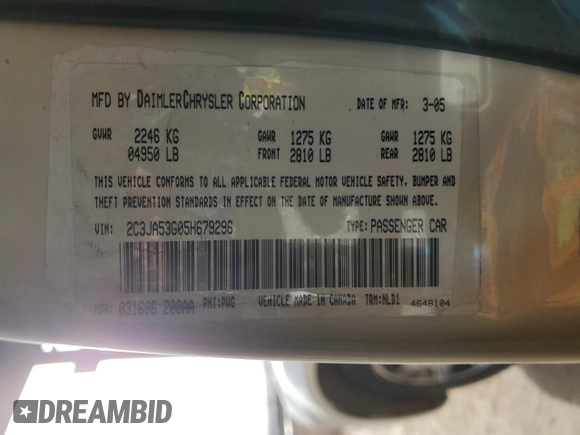 MFD BY DAIMLERCHRYSLER CORPORATION DATE OF MFR: 3-05
GVWR 2246 KG GAWR 1275 KG GAWR 1275 KG
04950 LB FRONT 2810 LB REAR 2810 LB
THIS VEHICLE CONFORMS TO ALL APPLICABLE FEDERAL MOTOR VEHICLE SAFETY, BUMPER AND
THEFT PREVENTION STANDARDS IN EFFECT ON THE DATE OF MANUFACTURE SHOWN ABOVE.
VIN: 2C3JA53G05H679296 TYPE: PASSENGER CAR
MDH: 031606 200AA PNT: PWG VEHICLE MADE IN CANADA TRM: NLD1 4648104
DREAMBID